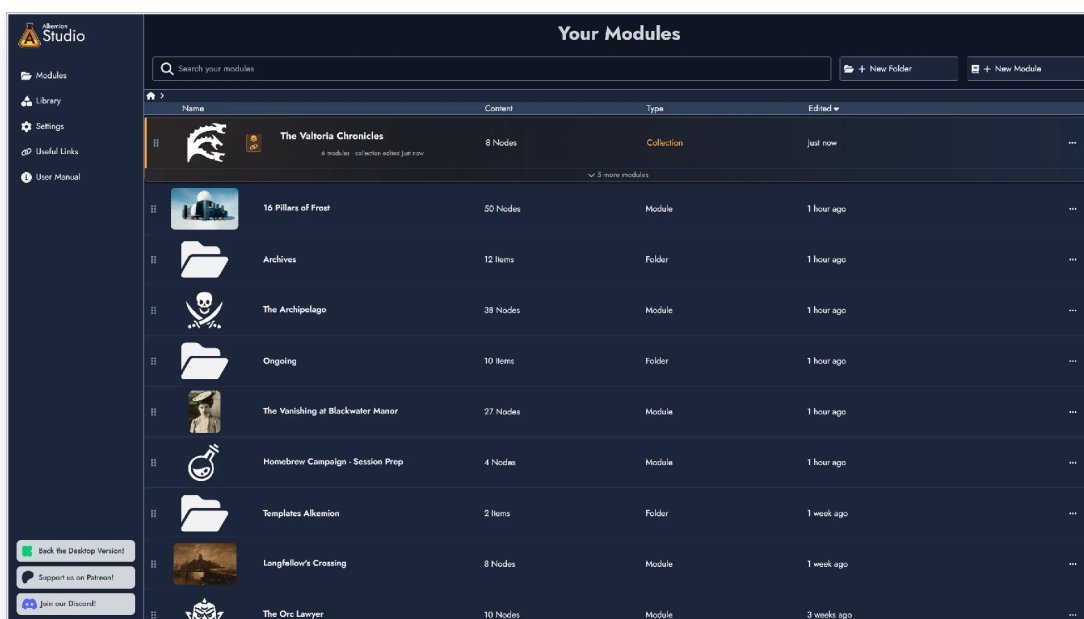 Alkemion
Studio
Modules
Library
Settings
Useful Links
User Manual
Back the Desktop Version!
Support us on Patreon!
Join our Discord!
Your Modules
Search your modules
+ New Folder
+ New Module
Name Content Type Edited
The Valtoria Chronicles 8 Nodes Collection Just now
6 modules · collection edited just now
5 more modules
16 Pillars of Frost 50 Nodes Module 1 hour ago
Archives 12 Items Folder 1 hour ago
The Archipelago 38 Nodes Module 1 hour ago
Ongoing 10 Items Folder 1 hour ago
The Vanishing at Blackwater Manor 27 Nodes Module 1 hour ago
Homebrew Campaign - Session Prep 4 Nodes Module 1 hour ago
Templates Alkemion 2 Items Folder 1 week ago
Longfellow's Crossing 8 Nodes Module 1 week ago
The Orc Lawyer 10 Nodes Module 3 weeks ago